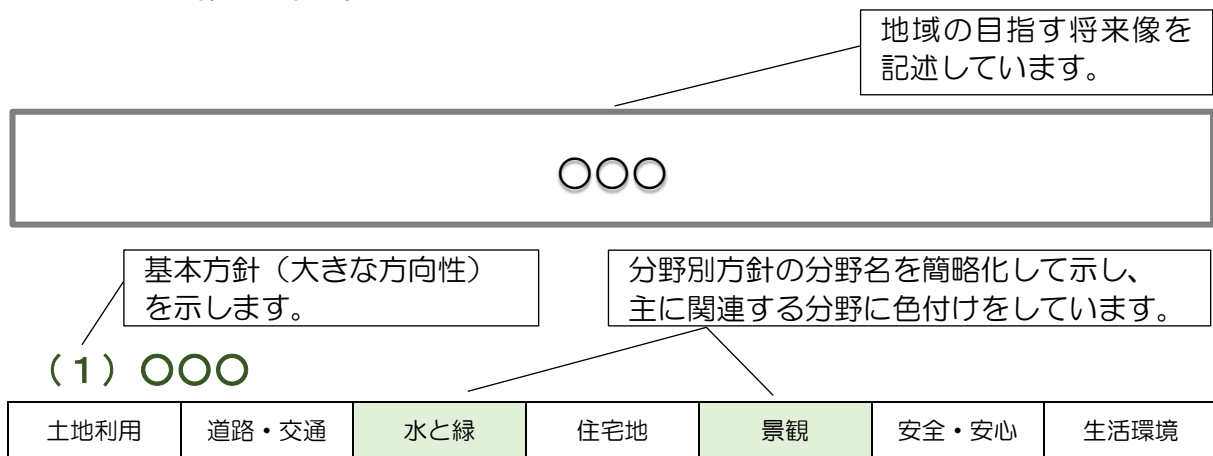 地域の目指す将来像を
記述しています。
○○○
基本方針（大きな方向性）
を示します。
分野別方針の分野名を簡略化して示し、
主に関連する分野に色付けをしています。
（１）○○○
土地利用 道路・交通 水と緑 住宅地 景観 安全・安心 生活環境